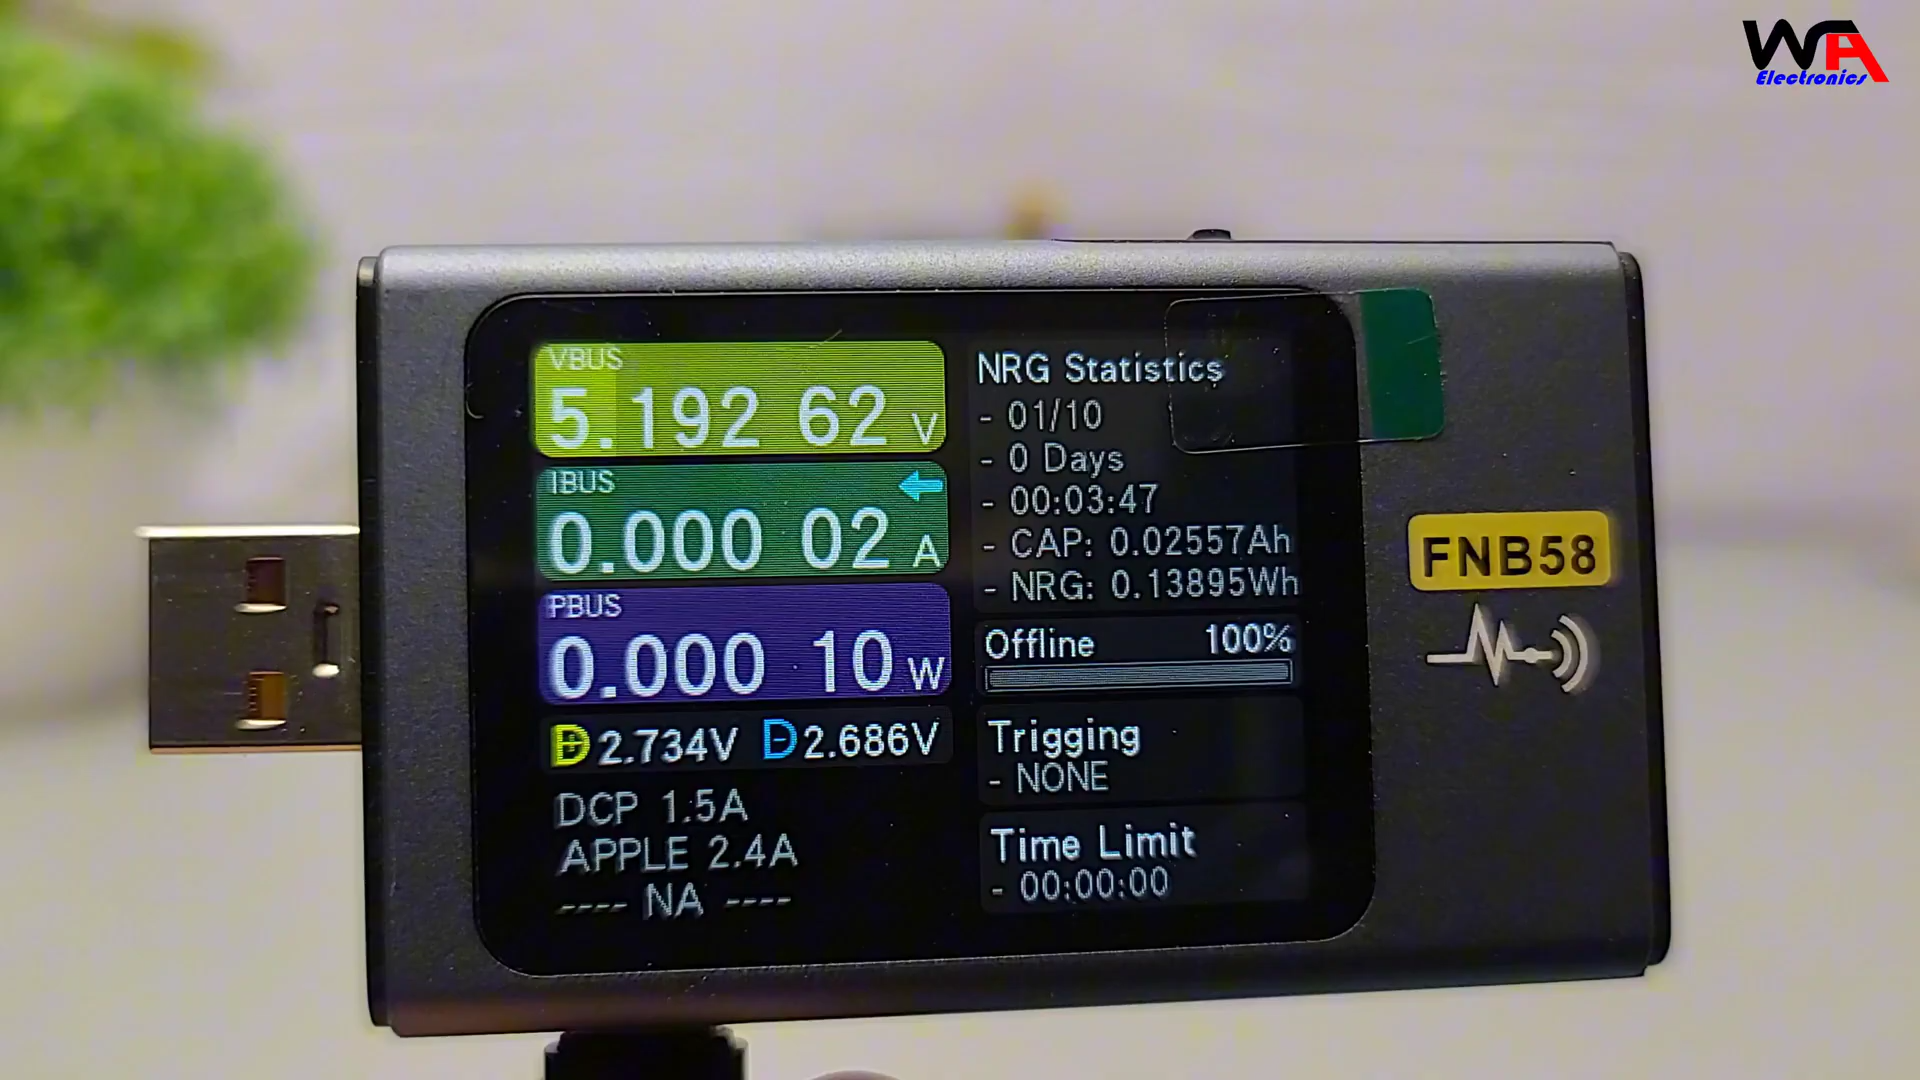 WA
Electronics
VBUS
5.192 62 V
IBUS
0.000 02 A
PBUS
0.000 10 W
D+ 2.734V D- 2.686V
DCP 1.5A
APPLE 2.4A
---- NA ----
NRG Statistics
- 01/10
- 0 Days
- 00:03:47
- CAP: 0.02557Ah
- NRG: 0.13895Wh
Offline 100%
Trigging
- NONE
Time Limit
- 00:00:00
FNB58